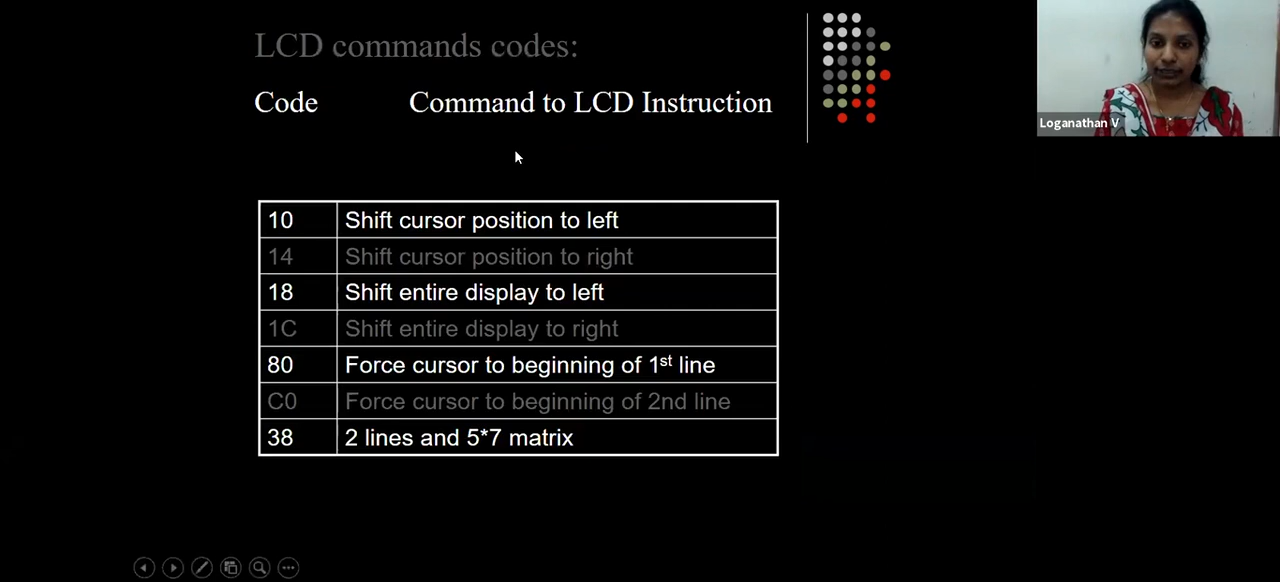 LCD commands codes:
Code Command to LCD Instruction
Loganathan V
10 Shift cursor position to left
14 Shift cursor position to right
18 Shift entire display to left
1C Shift entire display to right
80 Force cursor to beginning of 1st line
C0 Force cursor to beginning of 2nd line
38 2 lines and 5*7 matrix